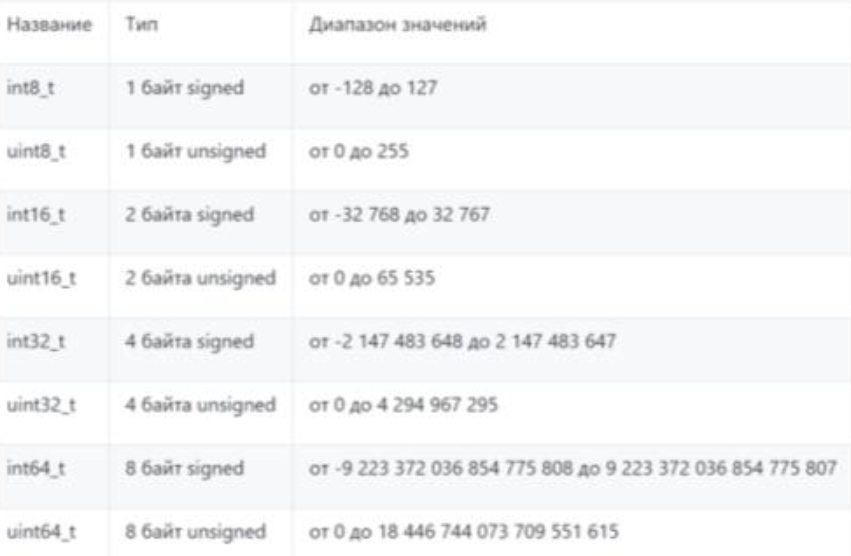 Название Тип Диапазон значений
int8_t 1 байт signed от -128 до 127
uint8_t 1 байт unsigned от 0 до 255
int16_t 2 байта signed от -32 768 до 32 767
uint16_t 2 байта unsigned от 0 до 65 535
int32_t 4 байта signed от -2 147 483 648 до 2 147 483 647
uint32_t 4 байта unsigned от 0 до 4 294 967 295
int64_t 8 байт signed от -9 223 372 036 854 775 808 до 9 223 372 036 854 775 807
uint64_t 8 байт unsigned от 0 до 18 446 744 073 709 551 615